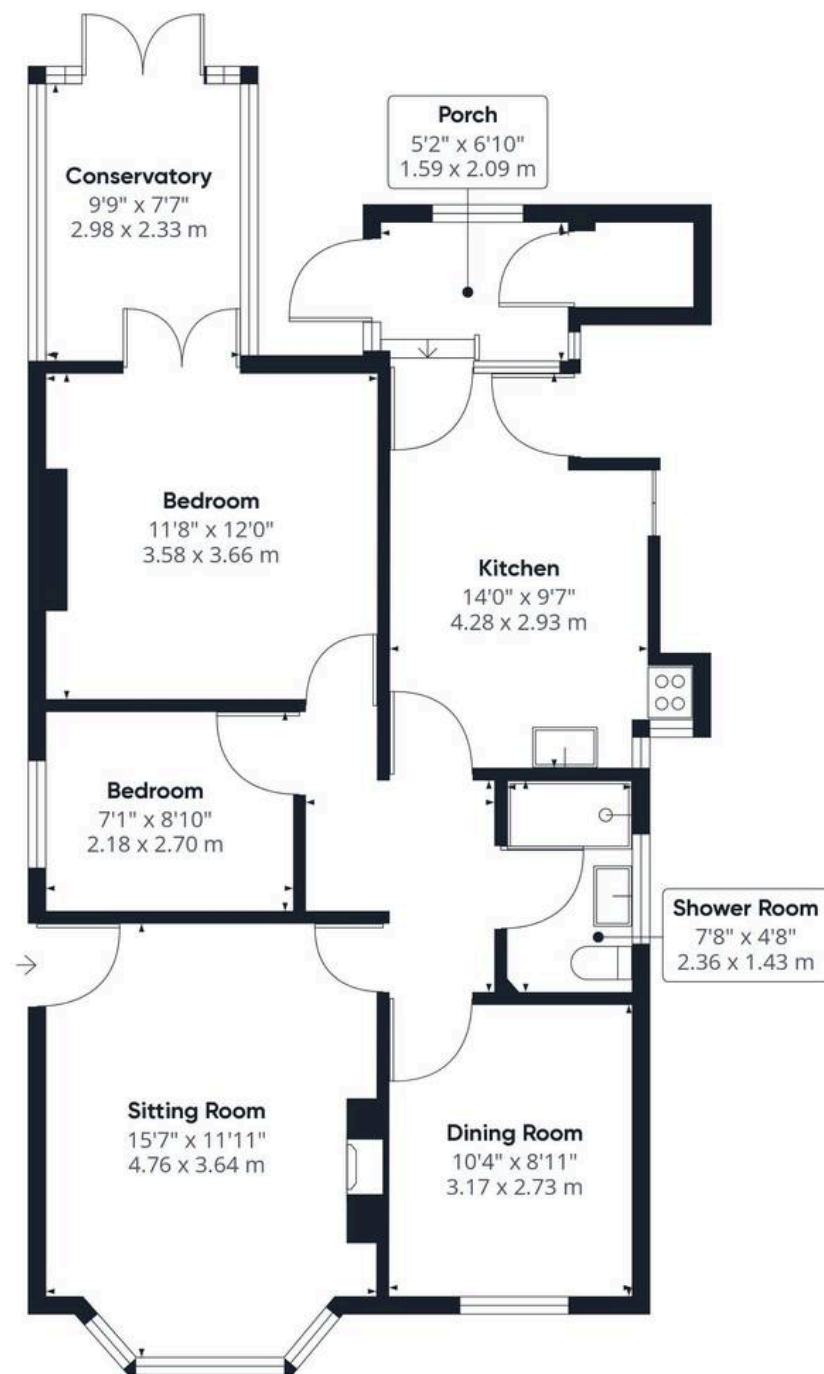 Porch
5'2" x 6'10"
1.59 x 2.09 m
Conservatory
9'9" x 7'7"
2.98 x 2.33 m
Bedroom
11'8" x 12'0"
3.58 x 3.66 m
Kitchen
14'0" x 9'7"
4.28 x 2.93 m
Bedroom
7'1" x 8'10"
2.18 x 2.70 m
Shower Room
7'8" x 4'8"
2.36 x 1.43 m
Sitting Room
15'7" x 11'11"
4.76 x 3.64 m
Dining Room
10'4" x 8'11"
3.17 x 2.73 m